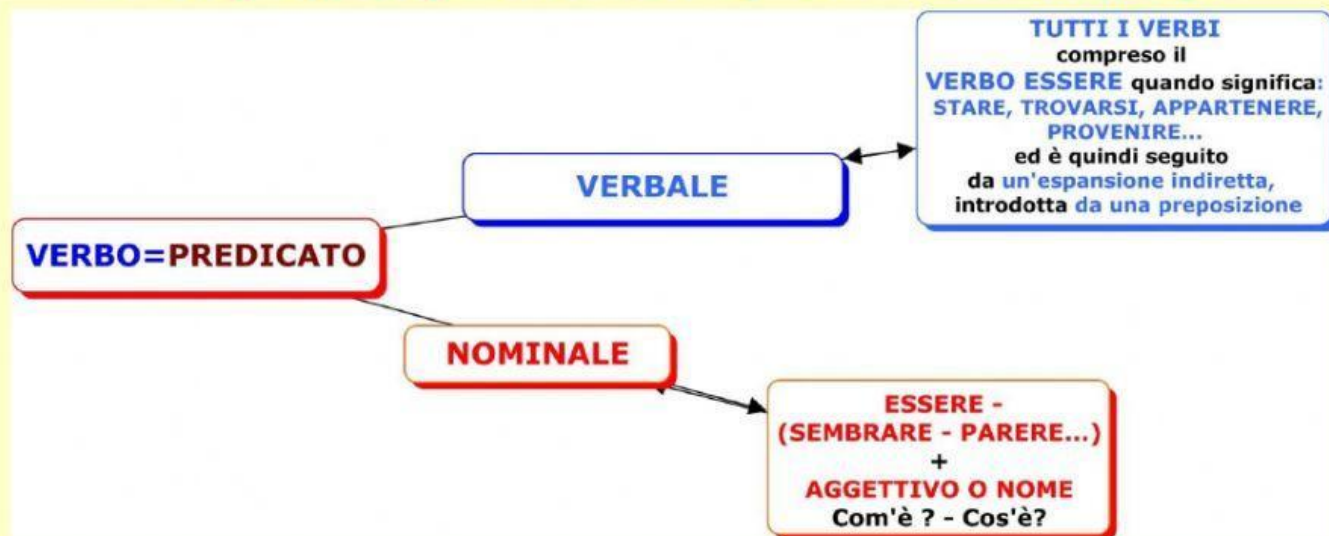 VERBO=PREDICATO
VERBALE
TUTTI I VERBI
compreso il
VERBO ESSERE quando significa:
STARE, TROVARSI, APPARTENERE,
PROVENIRE...
ed è quindi seguito
da un'espansione indiretta,
introdotta da una preposizione
NOMINALE
ESSERE -
(SEMBRARE - PARERE...)
+
AGGETTIVO O NOME
Com'è ? - Cos'è?